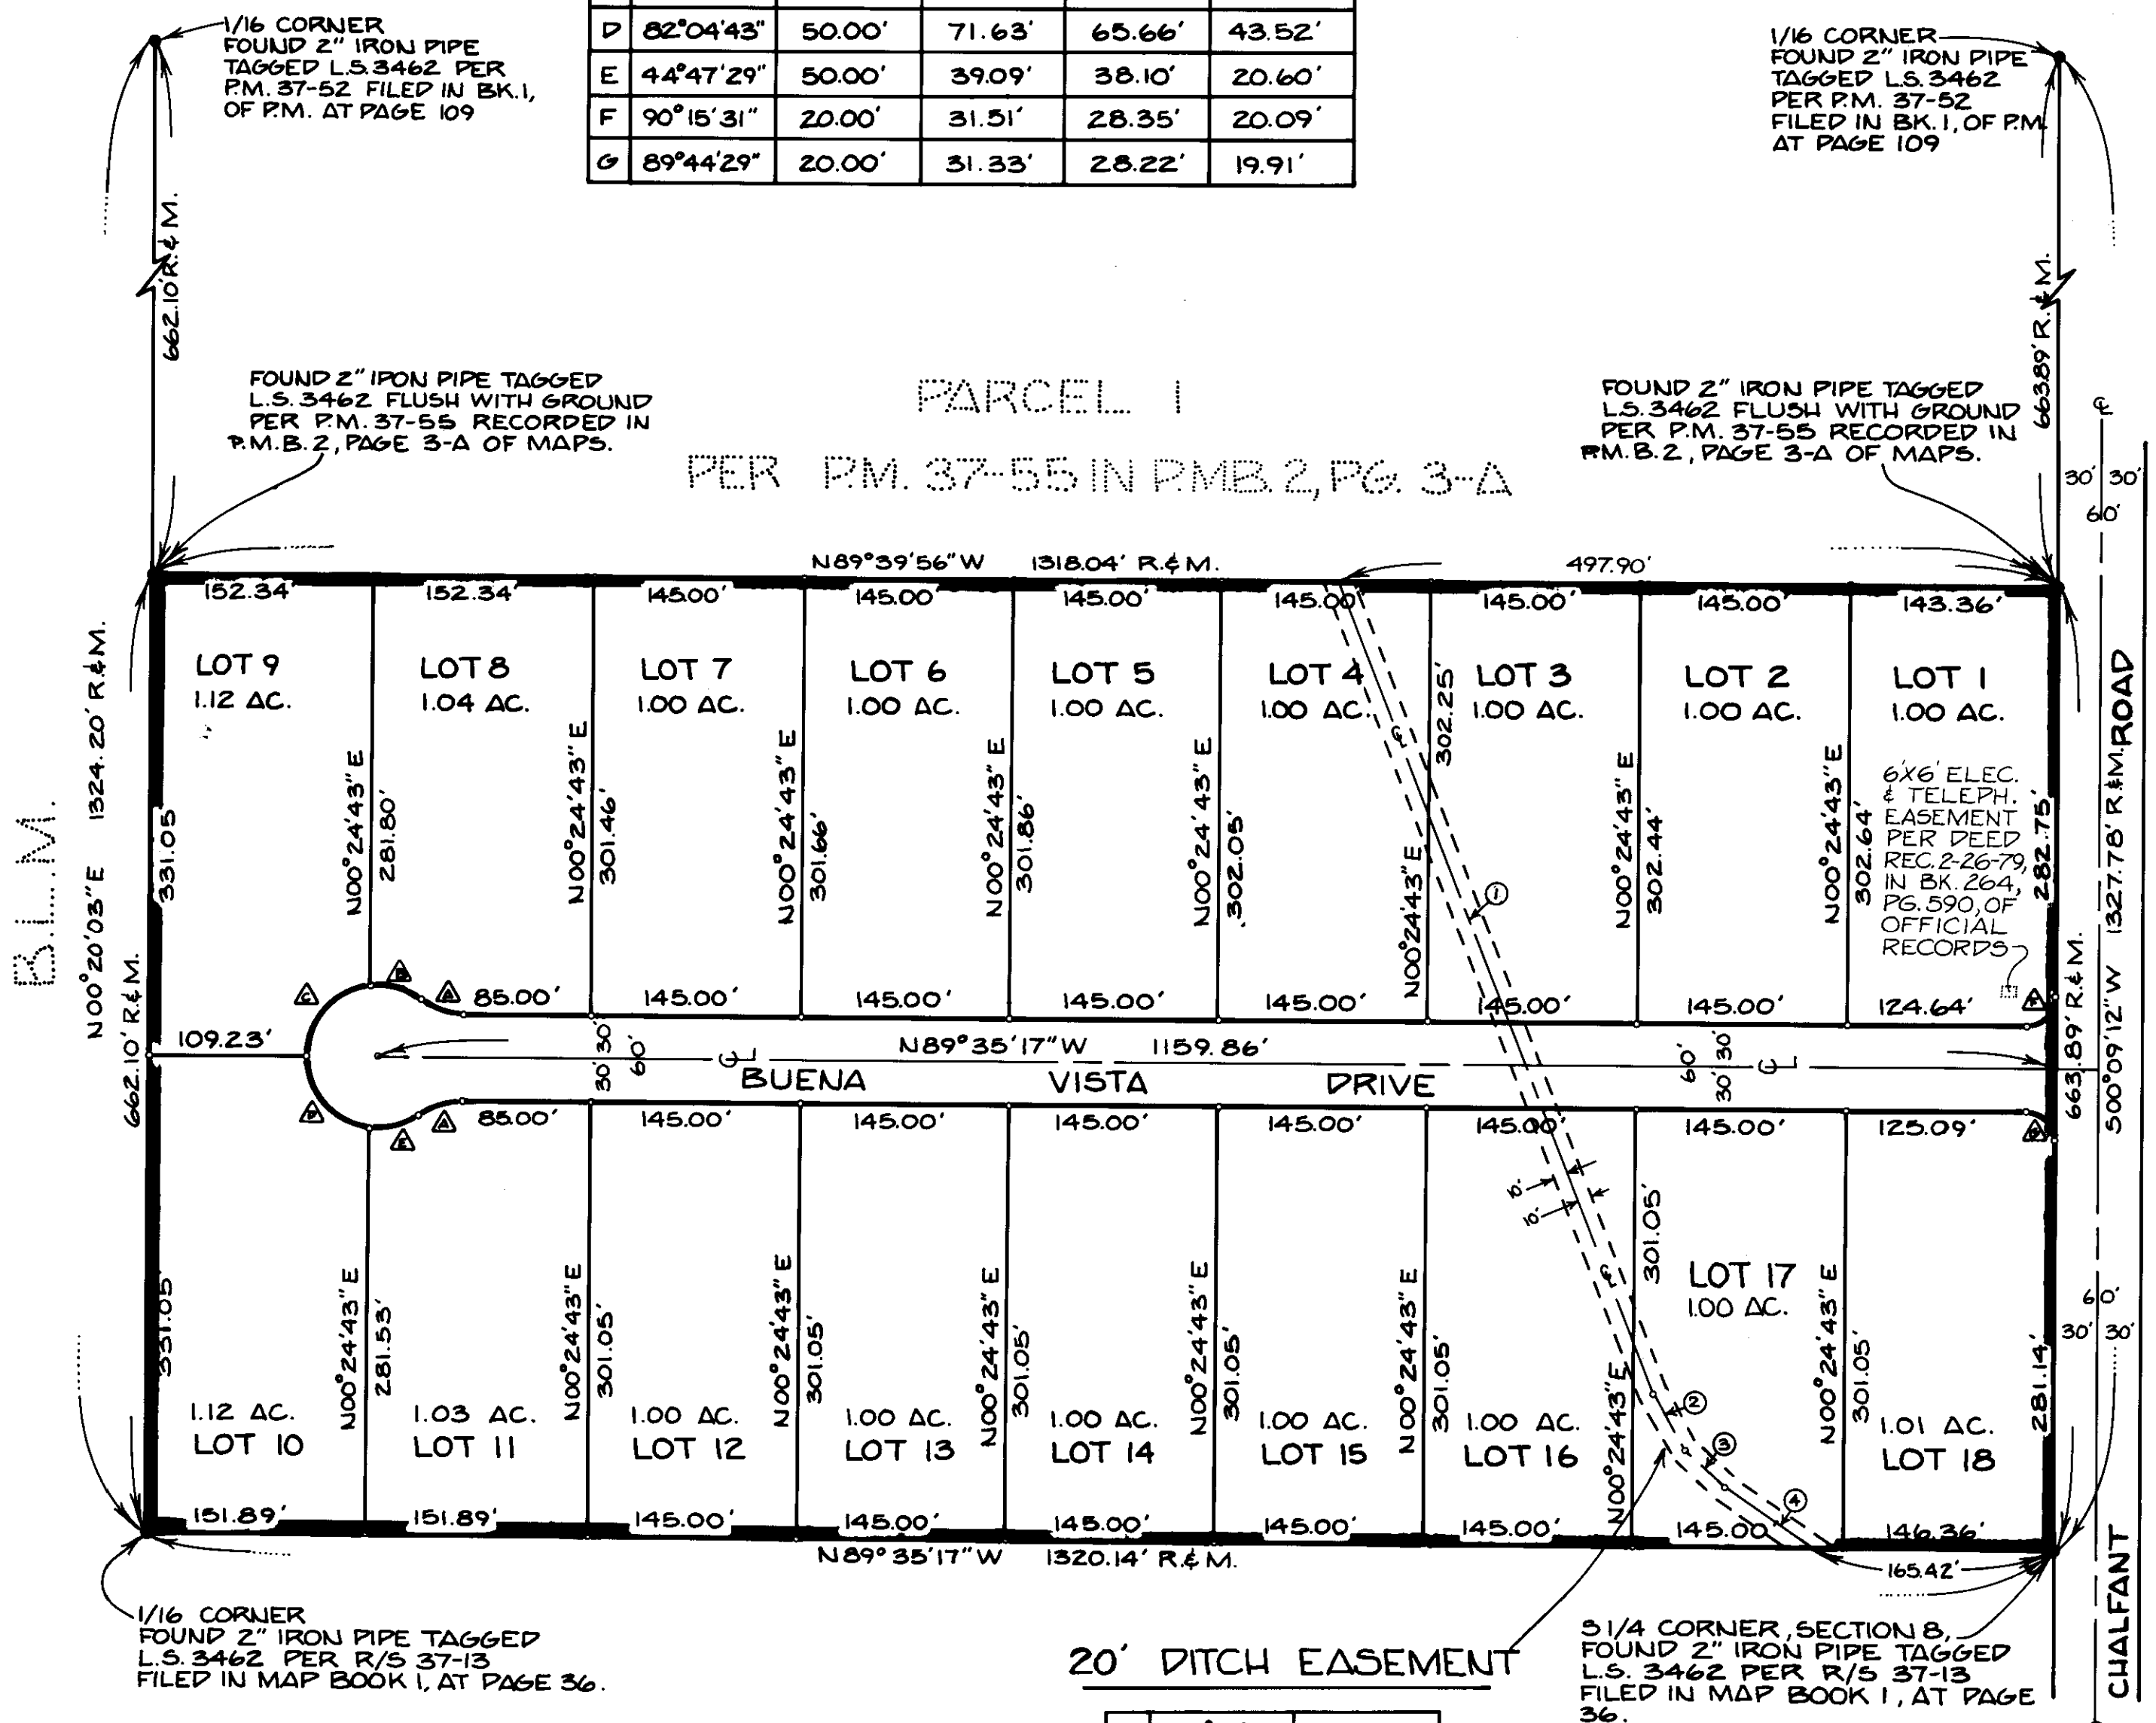 D 82°04'43" 50.00' 71.63' 65.66' 43.52'
E 44°47'29" 50.00' 39.09' 38.10' 20.60'
F 90°15'31" 20.00' 31.51' 28.35' 20.09'
G 89°44'29" 20.00' 31.33' 28.22' 19.91'
1/16 CORNER
FOUND 2" IRON PIPE
TAGGED L.S. 3462 PER
P.M. 37-52 FILED IN BK. 1,
OF P.M. AT PAGE 109
1/16 CORNER
FOUND 2" IRON PIPE
TAGGED L.S. 3462
PER P.M. 37-52
FILED IN BK. 1, OF P.M.
AT PAGE 109
662.10' R.& M.
663.89' R.& M.
FOUND 2" IPON PIPE TAGGED
L.S. 3462 FLUSH WITH GROUND
PER P.M. 37-55 RECORDED IN
P.M.B. 2, PAGE 3-A OF MAPS.
PARCEL 1
PER P.M. 37-55 IN P.M.B. 2, PG. 3-A
FOUND 2" IRON PIPE TAGGED
L.S. 3462 FLUSH WITH GROUND
PER P.M. 37-55 RECORDED IN
P.M.B. 2, PAGE 3-A OF MAPS.
30' 30'
60'
N89°39'56"W 1318.04' R.& M.
497.90'
152.34' 152.34' 145.00' 145.00' 145.00' 145.00' 145.00' 145.00' 143.36'
LOT 9
1.12 AC.
LOT 8
1.04 AC.
LOT 7
1.00 AC.
LOT 6
1.00 AC.
LOT 5
1.00 AC.
LOT 4
1.00 AC.
LOT 3
1.00 AC.
LOT 2
1.00 AC.
LOT 1
1.00 AC.
B.L.M.
N00°20'03"E 1324.20' R.& M.
662.10' R.& M.
331.05
N00°24'43"E
281.80'
N00°24'43"E
301.46'
N00°24'43"E
301.66'
N00°24'43"E
301.86'
N00°24'43"E
302.05'
N00°24'43"E
302.25'
N00°24'43"E
302.44'
N00°24'43"E
302.64'
6'X6' ELEC.
& TELEPH.
EASEMENT
PER DEED
REC. 2-26-79,
IN BK. 264,
PG. 590, OF
OFFICIAL
RECORDS
282.75'
663.89' R.& M.
S00°09'12"W 1327.78' R.& M.
ROAD
1
C B A 85.00' 145.00' 145.00' 145.00' 145.00' 145.00' 145.00' 124.64' F
109.23'
30' 30'
60'
N89°35'17"W 1159.86'
60'
30' 30'
BUENA VISTA DRIVE
D E A 85.00' 145.00' 145.00' 145.00' 145.00' 145.00' 145.00' 125.09' G
10'
10'
331.05'
N00°24'43"E
281.53'
N00°24'43"E
301.05'
N00°24'43"E
301.05'
N00°24'43"E
301.05'
N00°24'43"E
301.05'
N00°24'43"E
301.05'
N00°24'43"E
301.05'
N00°24'43"E
301.05'
281.14'
60'
30' 30'
LOT 17
1.00 AC.
2
3
4
1.12 AC.
LOT 10
1.03 AC.
LOT 11
1.00 AC.
LOT 12
1.00 AC.
LOT 13
1.00 AC.
LOT 14
1.00 AC.
LOT 15
1.00 AC.
LOT 16
1.01 AC.
LOT 18
151.89' 151.89' 145.00' 145.00' 145.00' 145.00' 145.00' 145.00' 146.36'
N89°35'17"W 1320.14' R.& M.
165.42'
CHALFANT
1/16 CORNER
FOUND 2" IRON PIPE TAGGED
L.S. 3462 PER R/S 37-13
FILED IN MAP BOOK 1, AT PAGE 36.
20' DITCH EASEMENT
S 1/4 CORNER, SECTION 8,
FOUND 2" IRON PIPE TAGGED
L.S. 3462 PER R/S 37-13
FILED IN MAP BOOK 1, AT PAGE
36.